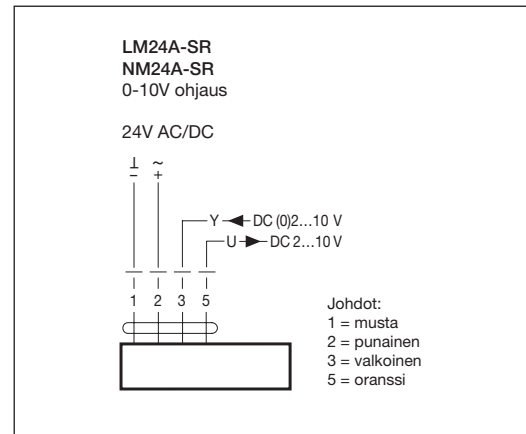 LM24A-SR
NM24A-SR
0-10V ohjaus
24V AC/DC
⊥ ~
− +
Y DC (0)2...10 V
U DC 2...10 V
1 2 3 5
Johdot:
1 = musta
2 = punainen
3 = valkoinen
5 = oranssi